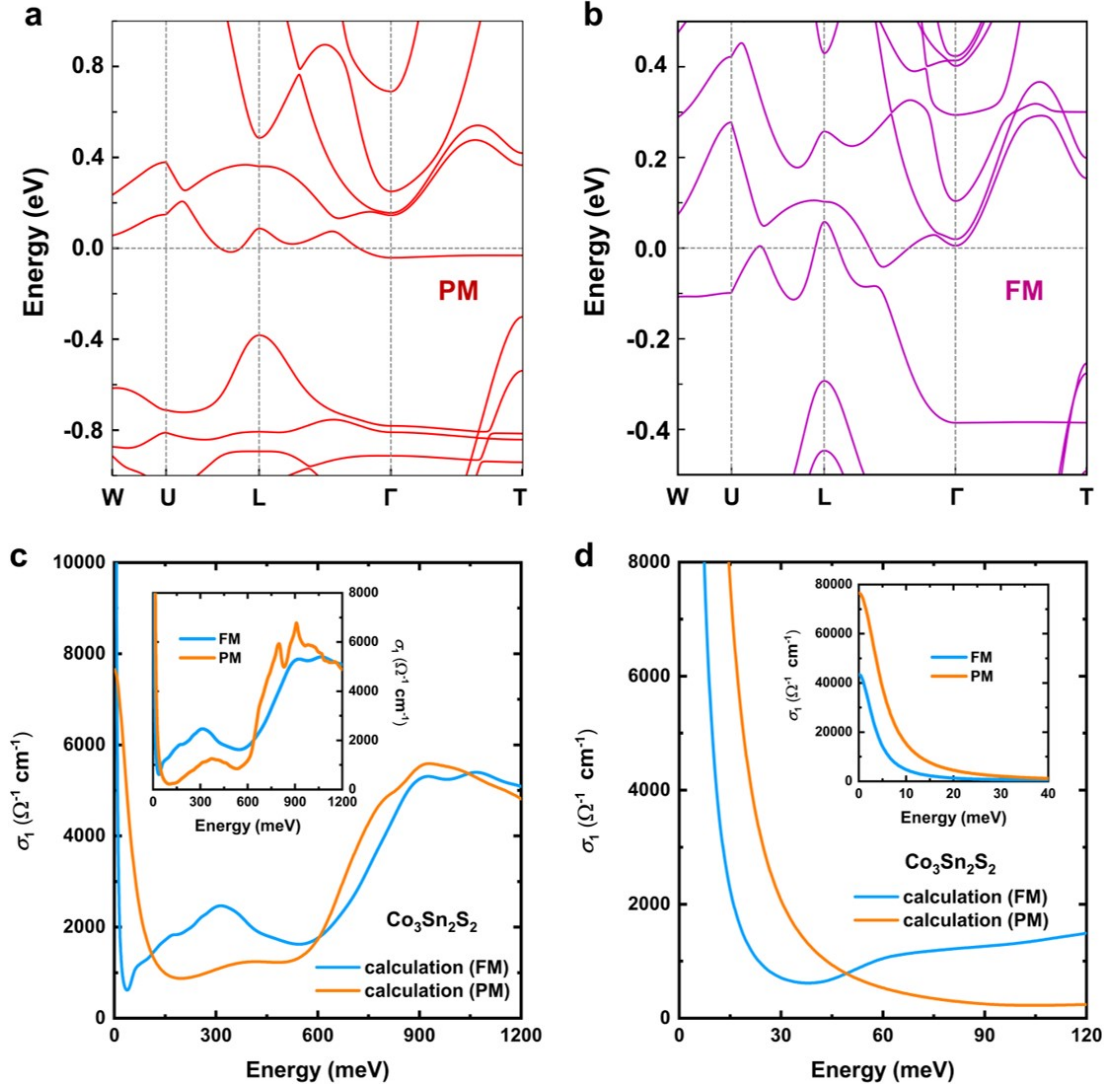 a
PM
Energy (eV)
0.8
0.4
0.0
-0.4
-0.8
W U L Γ T
b
FM
Energy (eV)
0.4
0.2
0.0
-0.2
-0.4
W U L Γ T
c
10000
8000
6000
4000
2000
0
σ1 (Ω-1 cm-1)
0 300 600 900 1200
Energy (meV)
FM
PM
8000
6000
4000
2000
0
σ1 (Ω-1 cm-1)
0 300 600 900 1200
Energy (meV)
Co3Sn2S2
calculation (FM)
calculation (PM)
d
8000
6000
4000
2000
0
σ1 (Ω-1 cm-1)
0 30 60 90 120
Energy (meV)
80000
60000
40000
20000
0
σ1 (Ω-1 cm-1)
FM
PM
0 10 20 30 40
Energy (meV)
Co3Sn2S2
calculation (FM)
calculation (PM)